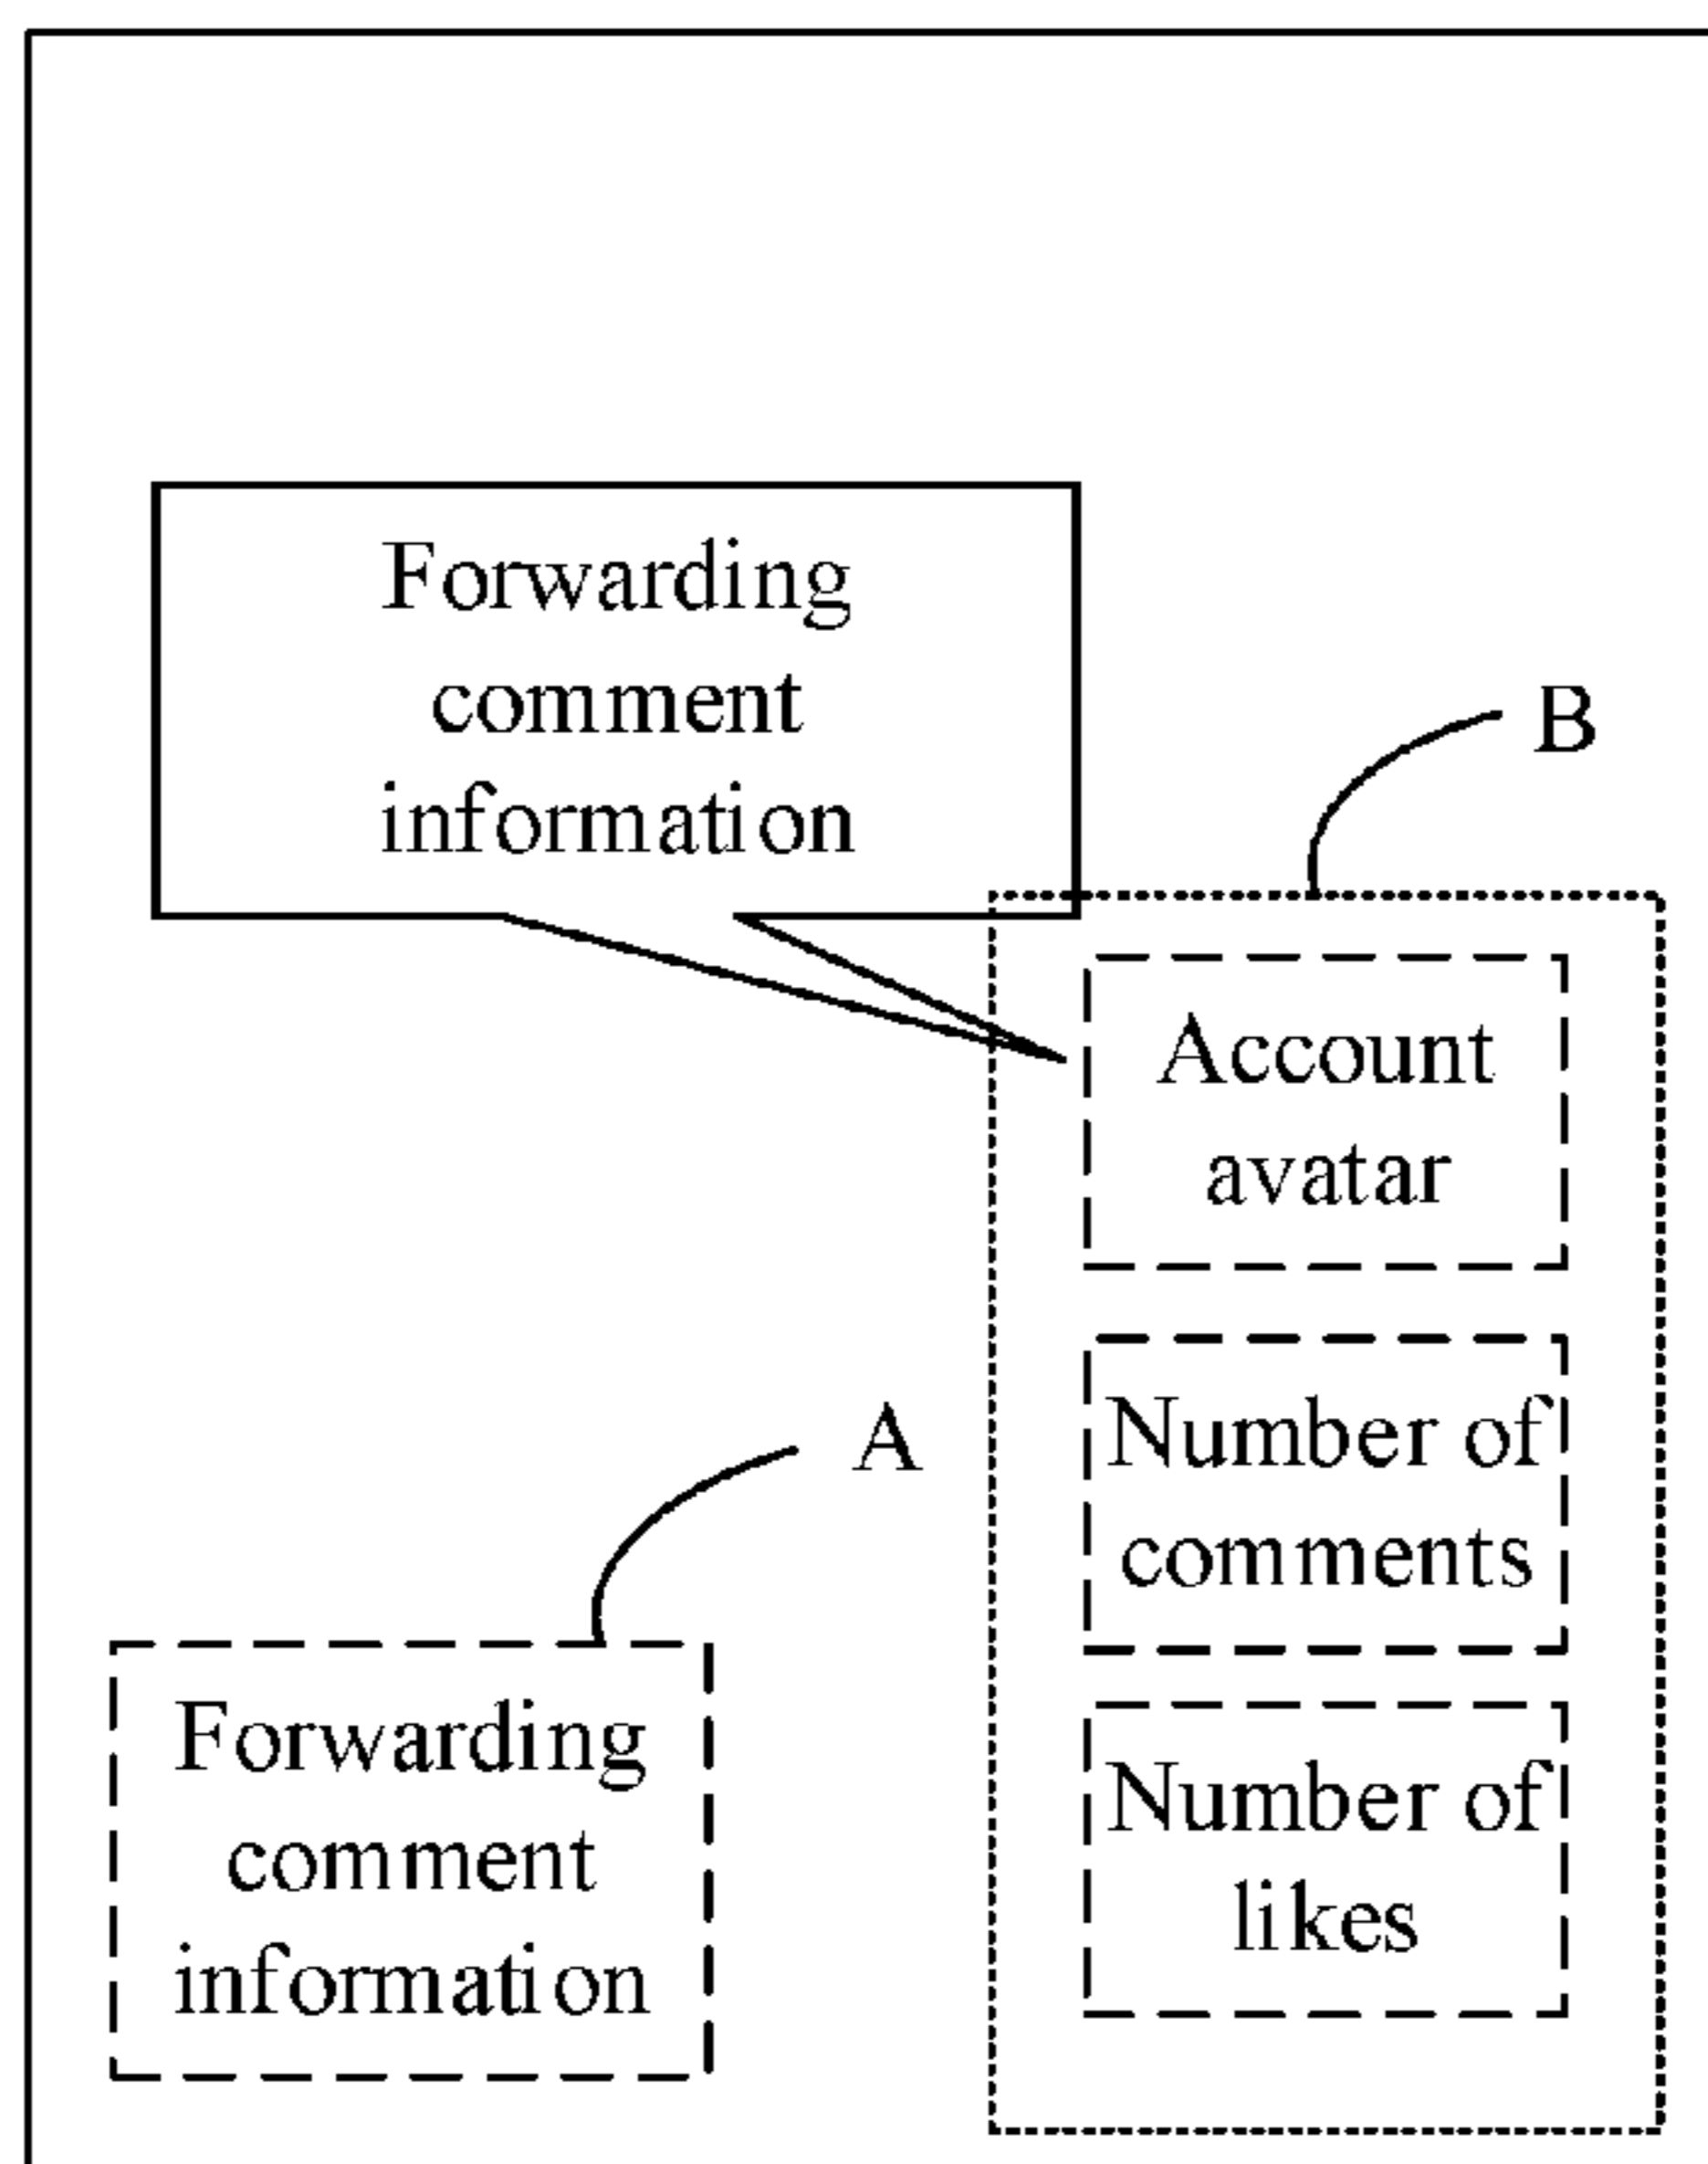 Forwarding
comment
information
B
Account
avatar
Number of
comments
A
Forwarding
comment
information
Number of
likes